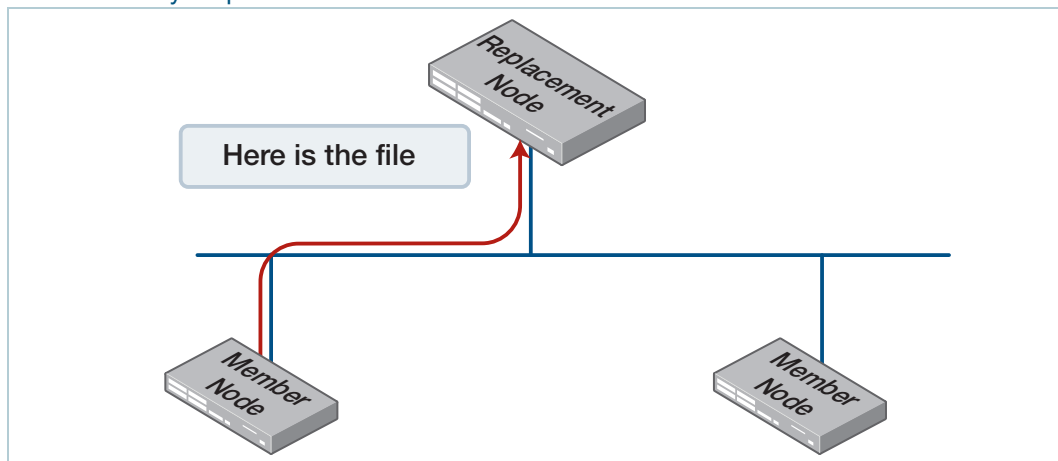 Replacement
Node
Here is the file
Member
Node
Member
Node